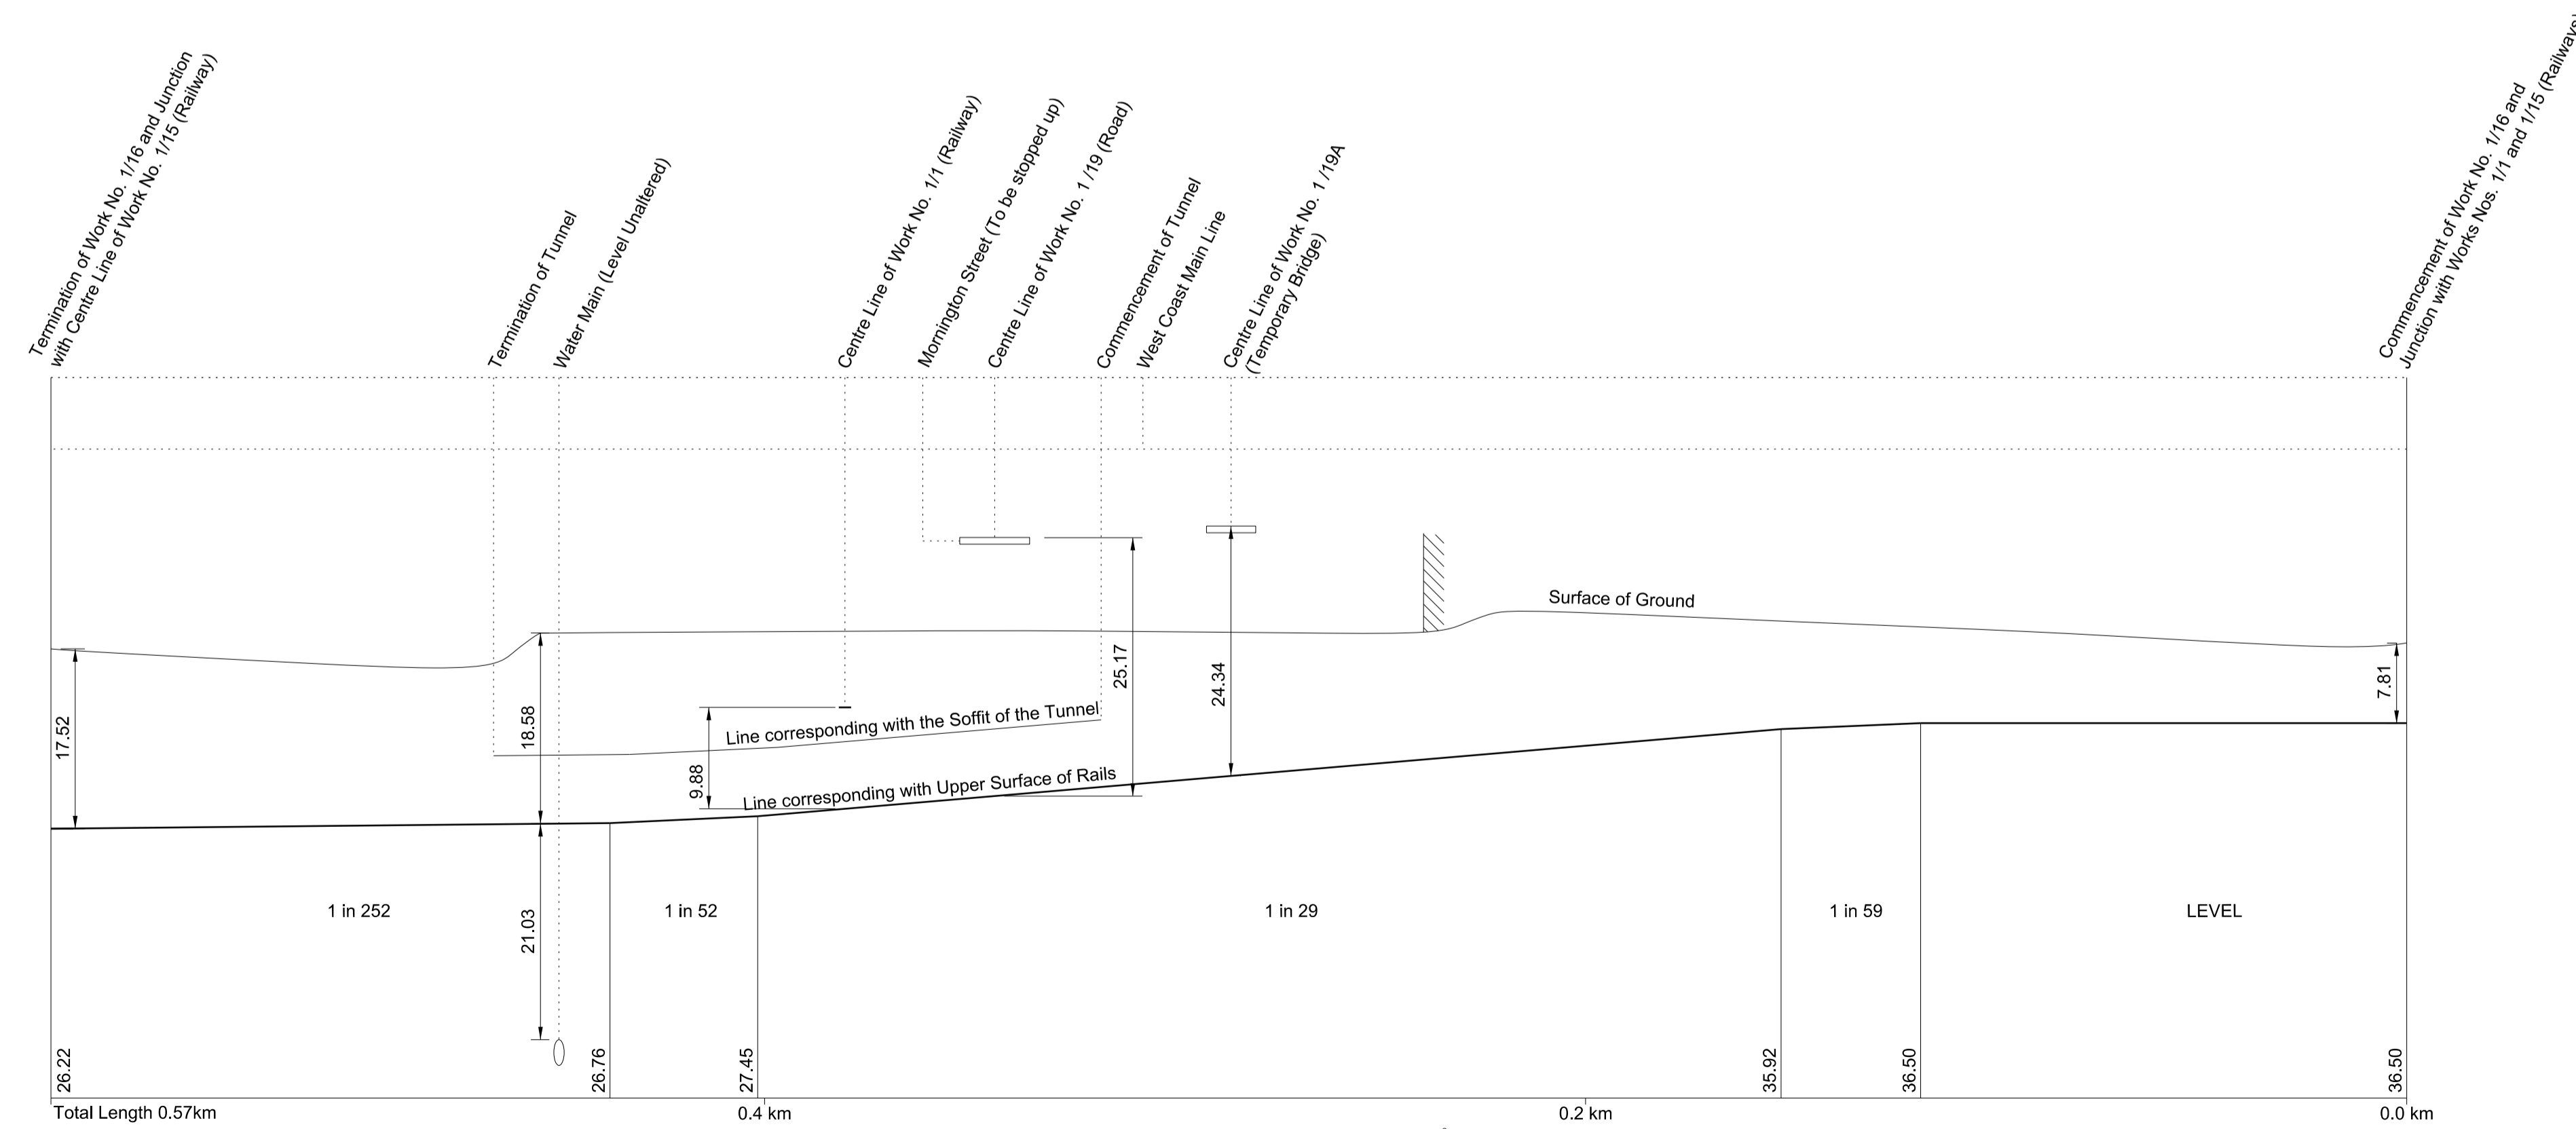 Termination of Work No. 1/16 and Junction
with Centre Line of Work No. 1/15 (Railway)
Termination of Tunnel
Water Main (Level Unaltered)
Centre Line of Work No. 1/1 (Railway)
Mornington Street (To be stopped up)
Centre Line of Work No. 1 /19 (Road)
Commencement of Tunnel
West Coast Main Line
Centre Line of Work No. 1 /19A
(Temporary Bridge)
Commencement of Work No. 1/16 and
Junction with Works Nos. 1/1 and 1/15 (Railways)
Surface of Ground
17.52
18.58
9.88
25.17
24.34
7.81
Line corresponding with the Soffit of the Tunnel
Line corresponding with Upper Surface of Rails
21.03
1 in 252
1 in 52
1 in 29
1 in 59
LEVEL
26.22
26.76
27.45
35.92
36.50
36.50
Total Length 0.57km
0.4 km
0.2 km
0.0 km